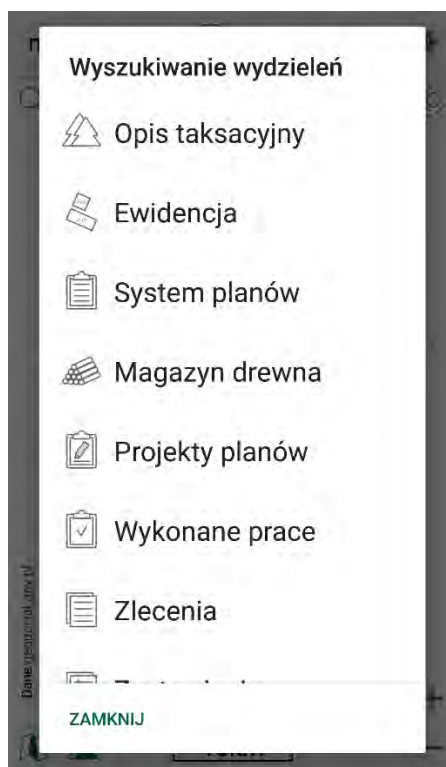 Wyszukiwanie wydzieleń
Opis taksacyjny
Ewidencja
System planów
Magazyn drewna
Projekty planów
Wykonane prace
Zlecenia
ZAMKNIJ